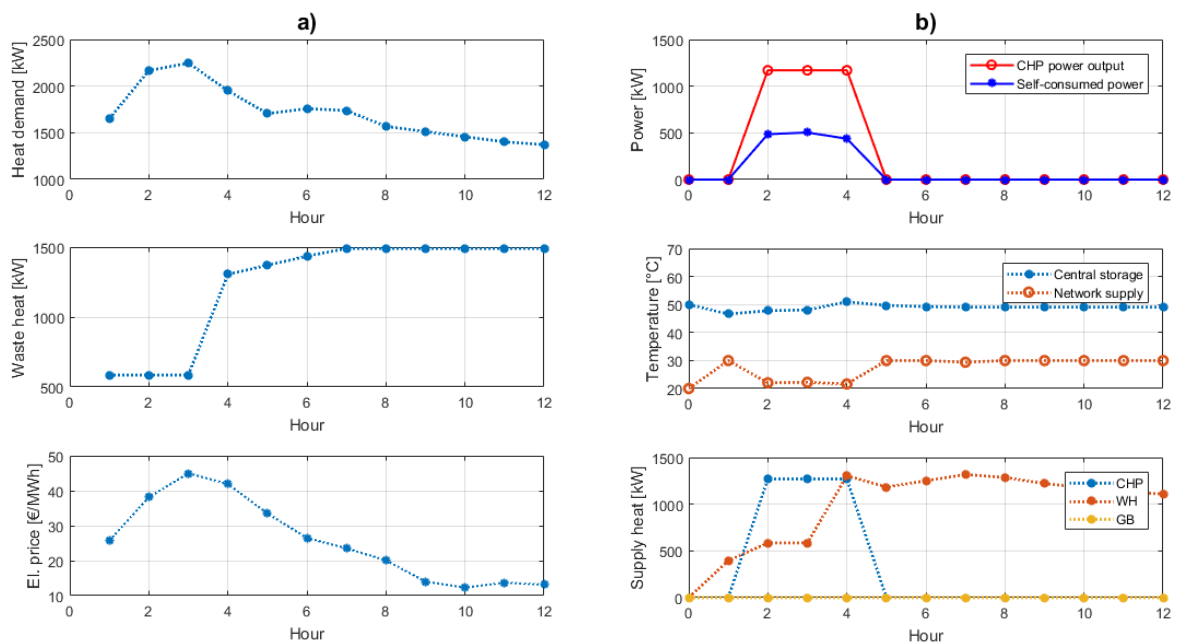 a)
2500
2000
1500
1000
Heat demand [kW]
0 2 4 6 8 10 12
Hour
1500
1000
500
Waste heat [kW]
0 2 4 6 8 10 12
Hour
50
40
30
20
10
El. price [€/MWh]
0 2 4 6 8 10 12
Hour
b)
1500
1000
500
0
Power [kW]
CHP power output
Self-consumed power
0 2 4 6 8 10 12
Hour
70
60
50
40
30
20
Temperature [°C]
Central storage
Network supply
0 2 4 6 8 10 12
Hour
1500
1000
500
0
Supply heat [kW]
CHP
WH
GB
0 2 4 6 8 10 12
Hour